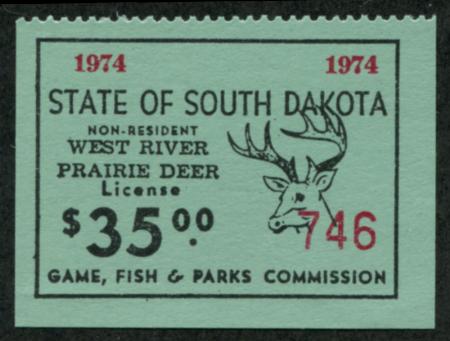 1974 1974
STATE OF SOUTH DAKOTA
NON-RESIDENT
WEST RIVER
PRAIRIE DEER
License
$35.00
746
GAME, FISH & PARKS COMMISSION